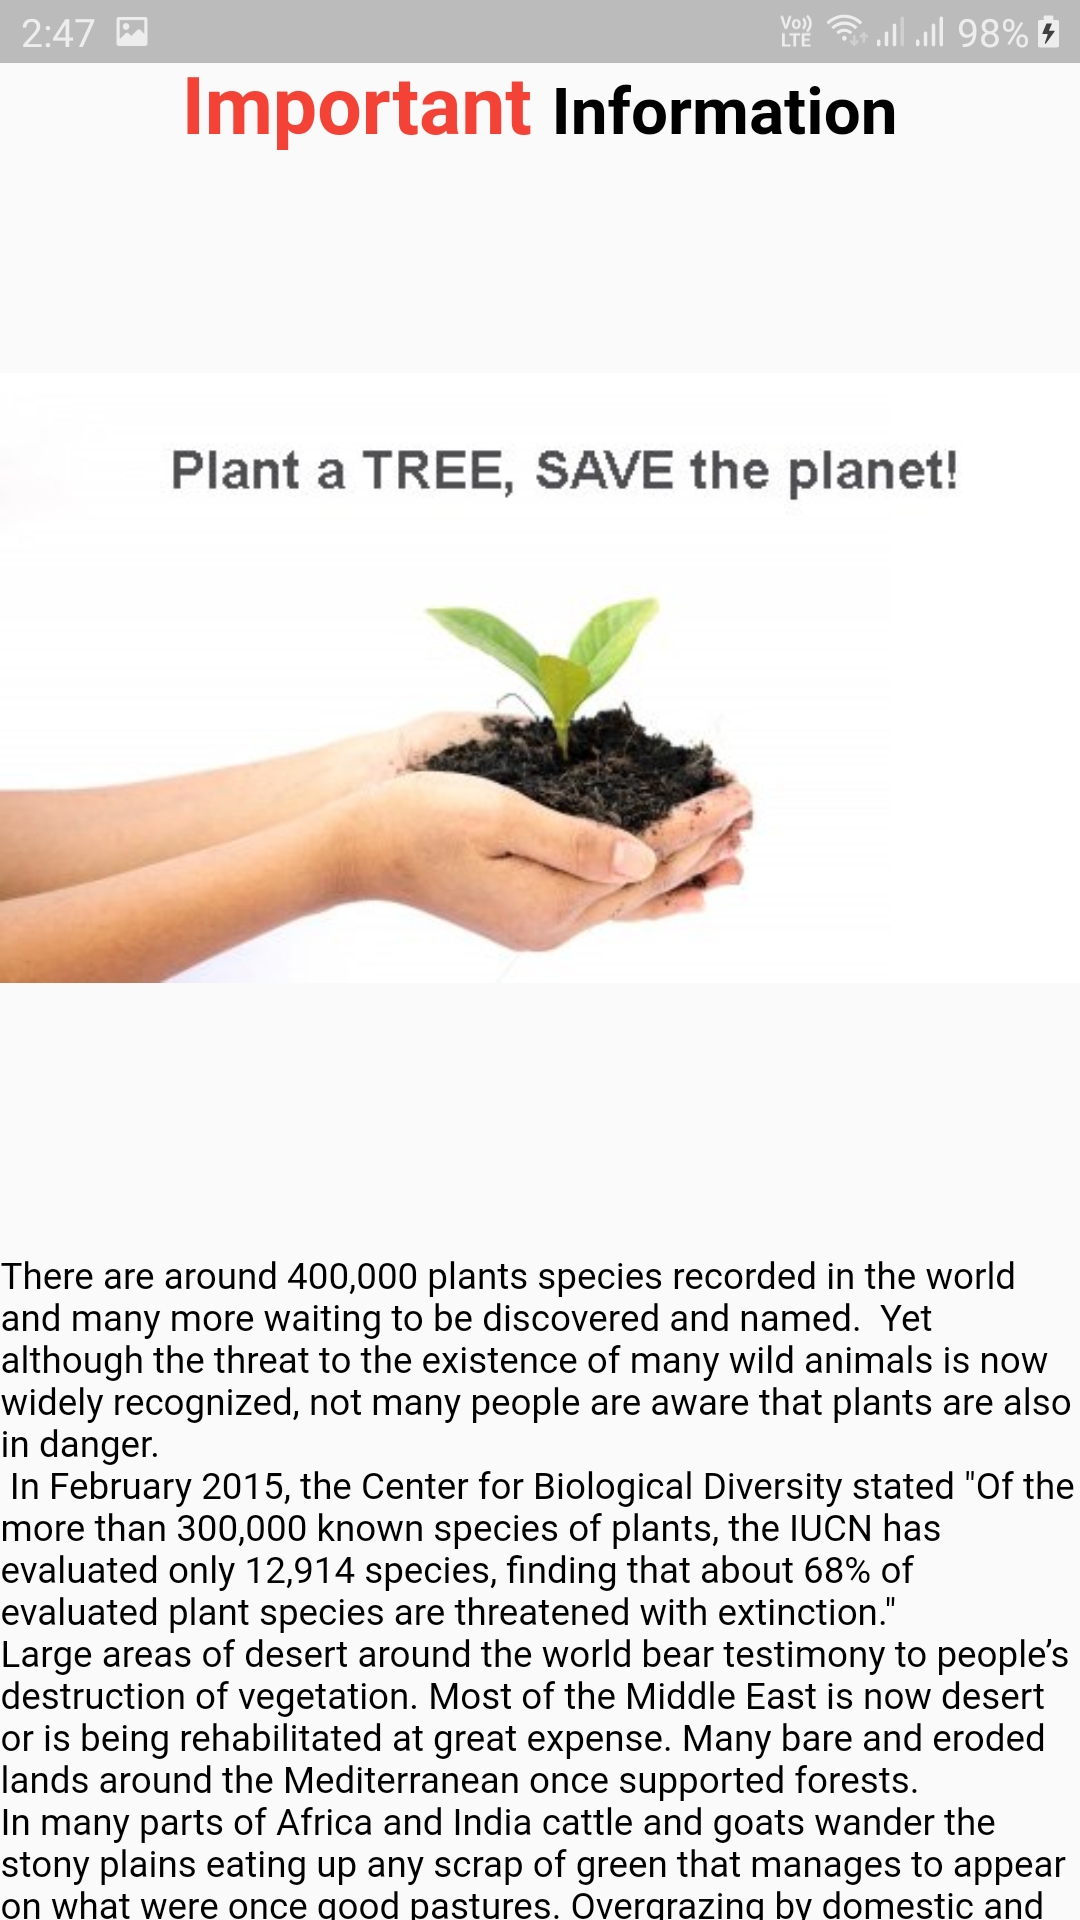 2:47 Vo)) LTE 98%
Important Information
Plant a TREE, SAVE the planet!
There are around 400,000 plants species recorded in the world
and many more waiting to be discovered and named.  Yet
although the threat to the existence of many wild animals is now
widely recognized, not many people are aware that plants are also
in danger.
In February 2015, the Center for Biological Diversity stated "Of the
more than 300,000 known species of plants, the IUCN has
evaluated only 12,914 species, finding that about 68% of
evaluated plant species are threatened with extinction."
Large areas of desert around the world bear testimony to people’s
destruction of vegetation. Most of the Middle East is now desert
or is being rehabilitated at great expense. Many bare and eroded
lands around the Mediterranean once supported forests.
In many parts of Africa and India cattle and goats wander the
stony plains eating up any scrap of green that manages to appear
on what were once good pastures. Overgrazing by domestic and